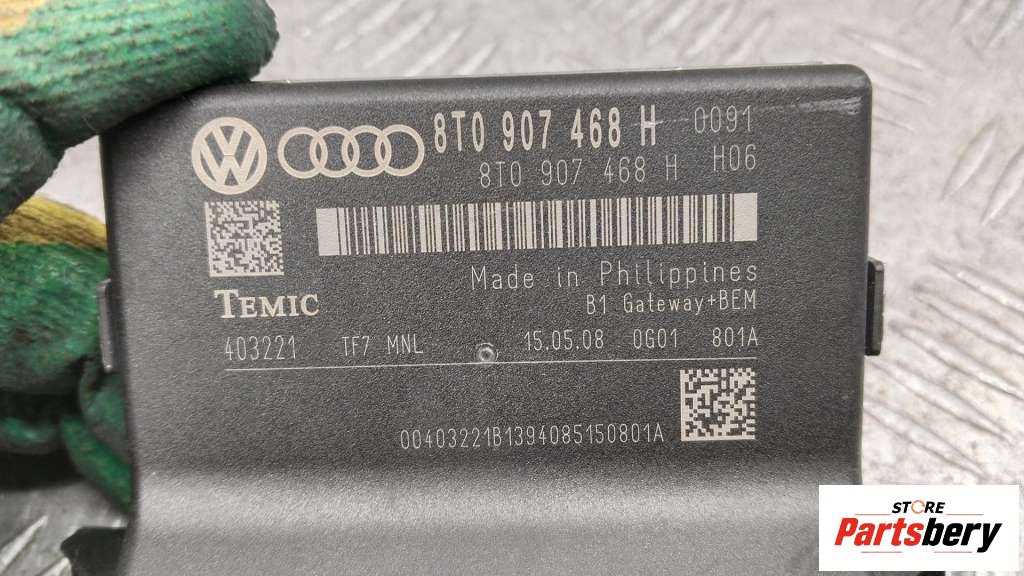 8T0 907 468 H 0091
8T0 907 468 H H06
TEMIC
Made in Philippines
B1 Gateway+BEM
403221 TF7 MNL 15.05.08 0G01 801A
00403221B1394085150801A
STORE
Partsbery